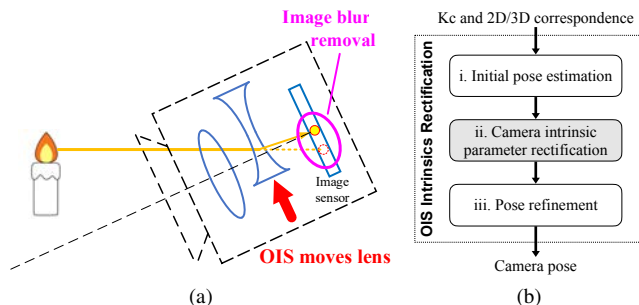 Image blur
removal
Image
sensor
OIS moves lens
(a)
Kc and 2D/3D correspondence
OIS Intrinsics Rectification
i. Initial pose estimation
ii. Camera intrinsic
parameter rectification
iii. Pose refinement
Camera pose
(b)